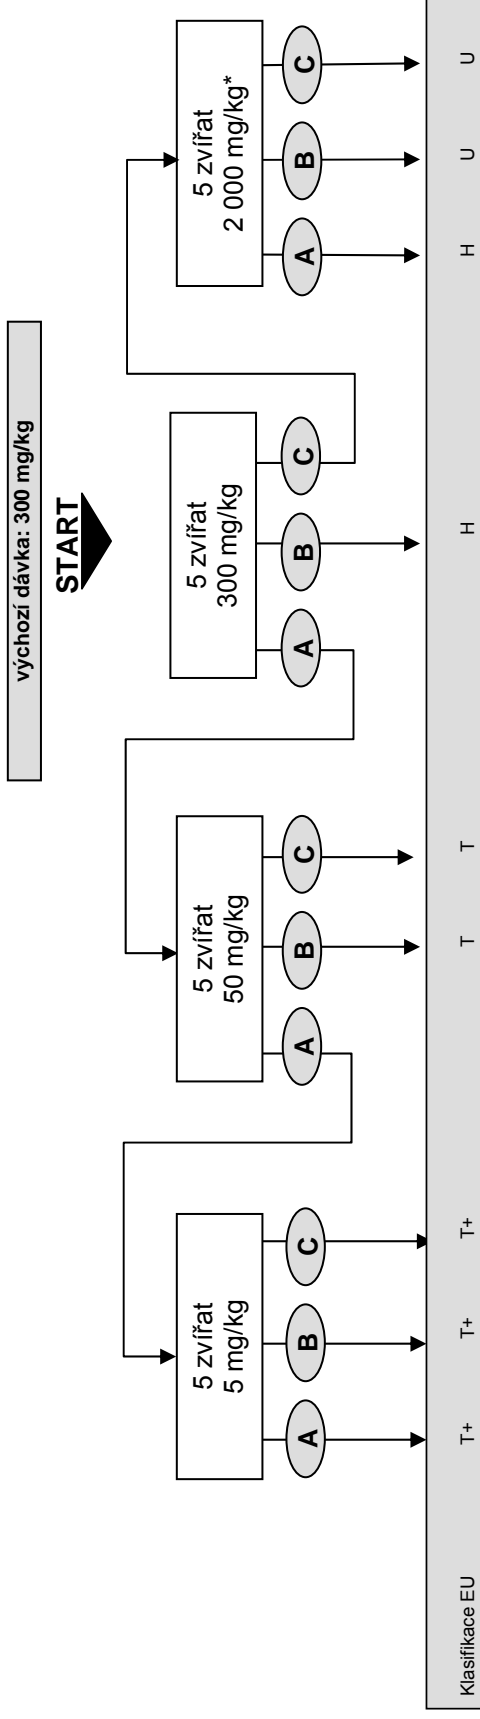 výchozí dávka: 300 mg/kg
START
5 zvířat
5 mg/kg
5 zvířat
50 mg/kg
5 zvířat
300 mg/kg
5 zvířat
2 000 mg/kg*
A B C A B C A B C A B C
Klasifikace EU T+ T+ T+ T T H H U U